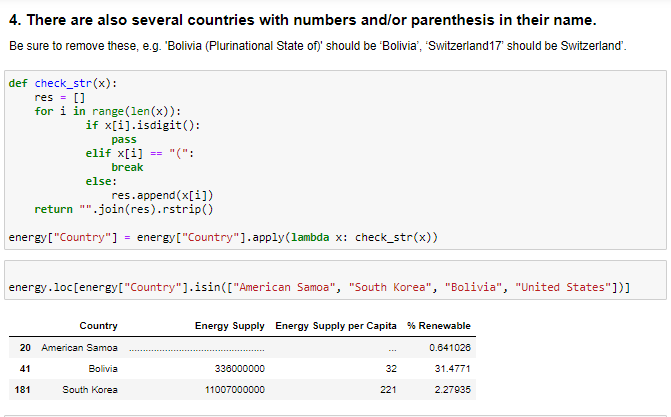 4. There are also several countries with numbers and/or parenthesis in their name.
Be sure to remove these, e.g. 'Bolivia (Plurinational State of)' should be 'Bolivia', 'Switzerland17' should be Switzerland'.
def check_str(x):
    res = []
    for i in range(len(x)):
            if x[i].isdigit():
                pass
            elif x[i] == "(":
                break
            else:
                res.append(x[i])
    return "".join(res).rstrip()
energy["Country"] = energy["Country"].apply(lambda x: check_str(x))
energy.loc[energy["Country"].isin(["American Samoa", "South Korea", "Bolivia", "United States"])]
Country Energy Supply Energy Supply per Capita % Renewable
20 American Samoa .................................................. ... 0.641026
41 Bolivia 336000000 32 31.4771
181 South Korea 11007000000 221 2.27935